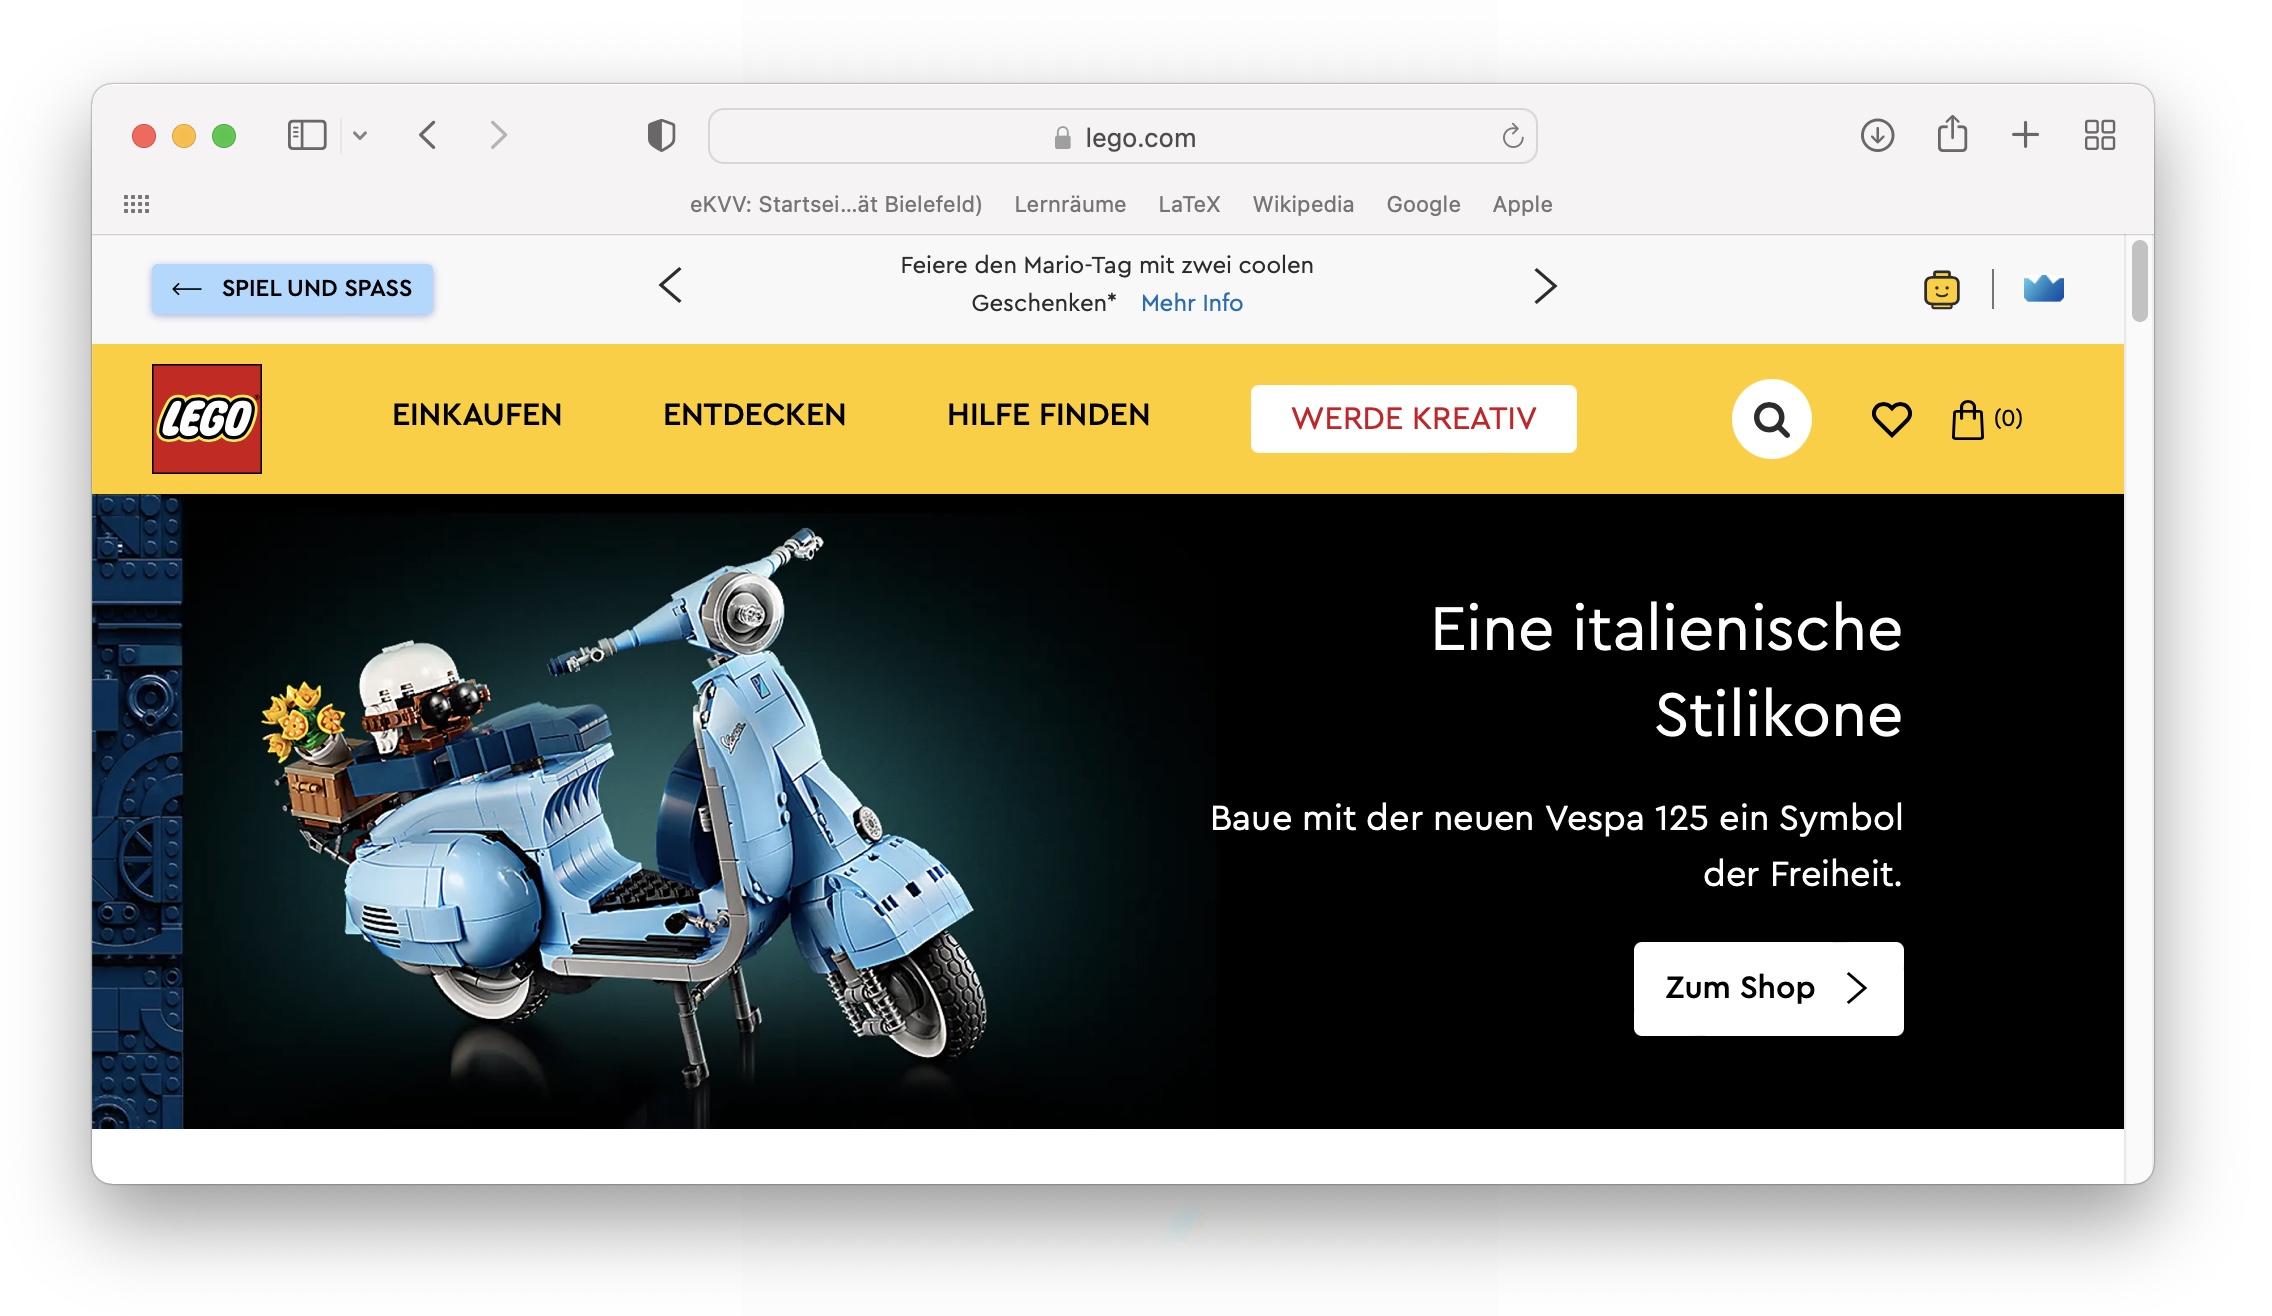 lego.com
eKVV: Startsei...ät Bielefeld) Lernräume LaTeX Wikipedia Google Apple
SPIEL UND SPASS
Feiere den Mario-Tag mit zwei coolen
Geschenken* Mehr Info
LEGO
EINKAUFEN ENTDECKEN HILFE FINDEN WERDE KREATIV (0)
Eine italienische
Stilikone
Vespa
Baue mit der neuen Vespa 125 ein Symbol
der Freiheit.
Zum Shop